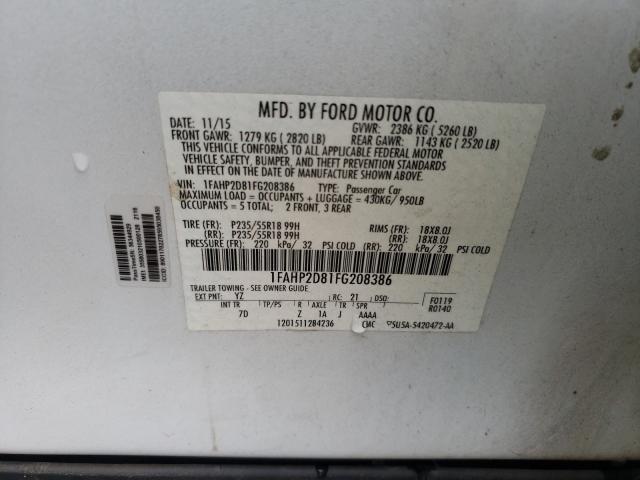 MFD. BY FORD MOTOR CO.
DATE: 11/15 GVWR: 2386 KG ( 5260 LB)
FRONT GAWR: 1279 KG ( 2820 LB) REAR GAWR: 1143 KG ( 2520 LB)
THIS VEHICLE CONFORMS TO ALL APPLICABLE FEDERAL MOTOR
VEHICLE SAFETY, BUMPER, AND THEFT PREVENTION STANDARDS
IN EFFECT ON THE DATE OF MANUFACTURE SHOWN ABOVE.
VIN: 1FAHP2D81FG208386 TYPE: Passenger Car
MAXIMUM LOAD = OCCUPANTS + LUGGAGE = 430KG/ 950LB
OCCUPANTS = 5 TOTAL; 2 FRONT, 3 REAR
TIRE (FR): P235/55R18 99H RIMS (FR): 18X8.0J
(RR): P235/55R18 99H (RR): 18X8.0J
PRESSURE (FR): 220 kPa/ 32 PSI COLD (RR): 220 kPa/ 32 PSI COLD
1FAHP2D81FG208386
TRAILER TOWING - SEE OWNER GUIDE.
EXT PNT: YZ RC: 21 DSO: F0119
INT TR TP/PS R AXLE TR SPR R0140
7D Z 1A J AAAA
1201511284236 CMC 5U5A-5420472-AA